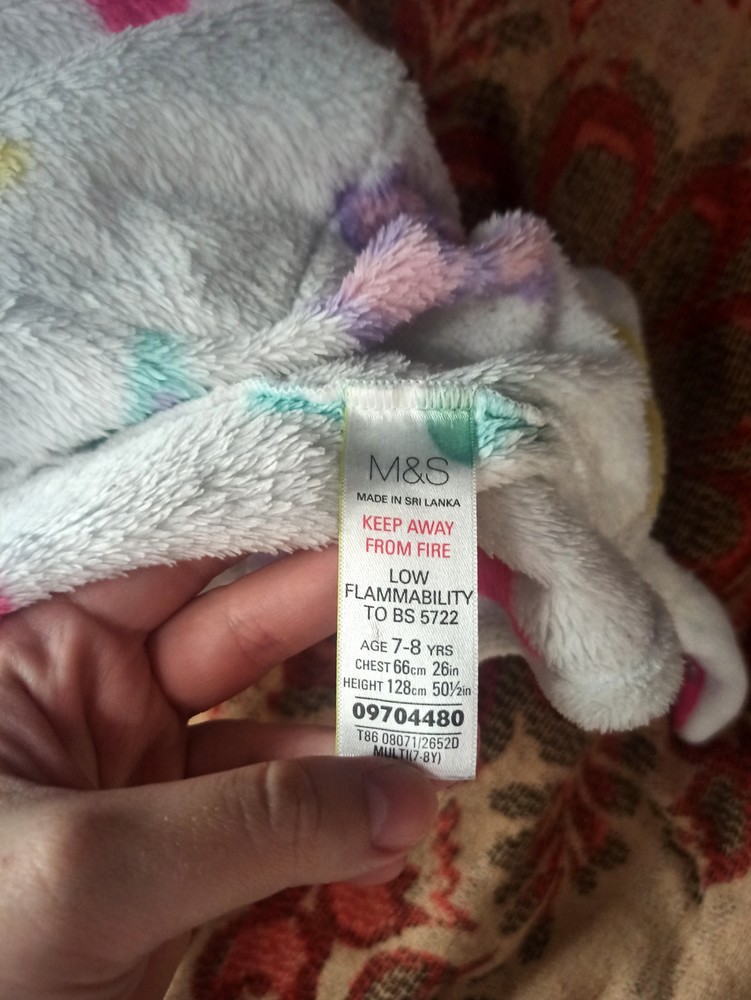 M&S
MADE IN SRI LANKA
KEEP AWAY
FROM FIRE
LOW
FLAMMABILITY
TO BS 5722
AGE 7-8 YRS
CHEST 66cm 26in
HEIGHT 128cm 50½in
09704480
T86 08071/2652D
MULTI(7-8Y)